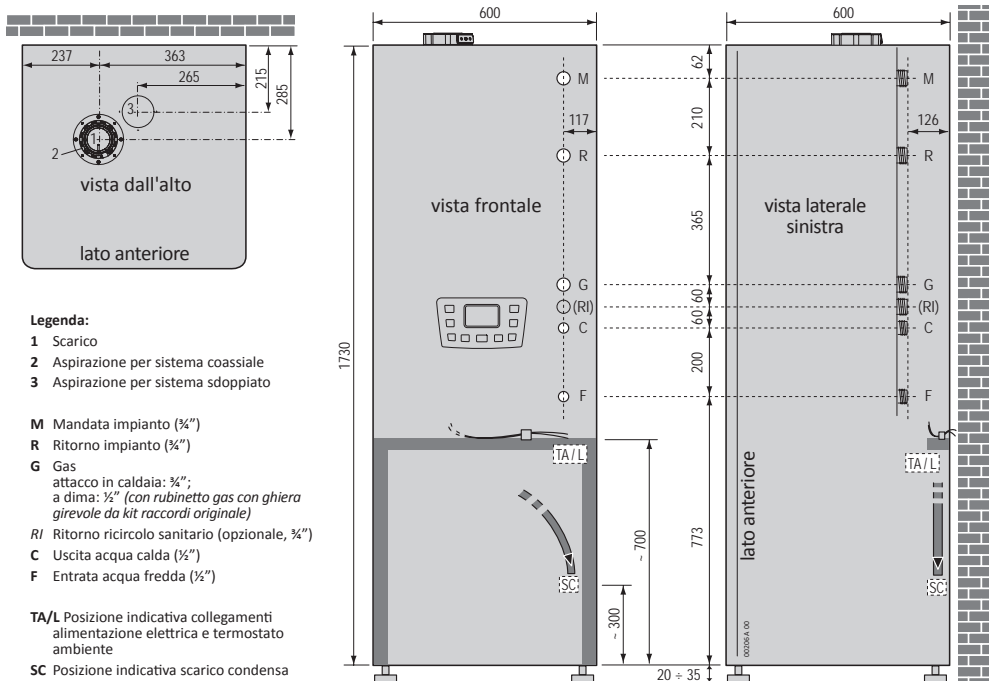 237
363
265
215
285
3
1
2
vista dall'alto
lato anteriore
Legenda:
1 Scarico
2 Aspirazione per sistema coassiale
3 Aspirazione per sistema sdoppiato
M Mandata impianto (¾”)
R Ritorno impianto (¾”)
G Gas
attacco in caldaia: ¾”;
a dima: ½” (con rubinetto gas con ghiera
girevole da kit raccordi originale)
RI Ritorno ricircolo sanitario (opzionale, ¾”)
C Uscita acqua calda (½”)
F Entrata acqua fredda (½”)
TA/L Posizione indicativa collegamenti
alimentazione elettrica e termostato
ambiente
SC Posizione indicativa scarico condensa
600
1730
M
117
R
vista frontale
G
(RI)
C
F
TA/L
SC
~ 700
~ 300
62
210
365
60
60
200
773
20 ÷ 35
600
M
126
R
vista laterale
sinistra
G
(RI)
C
F
TA/L
lato anteriore
SC
00206A 00